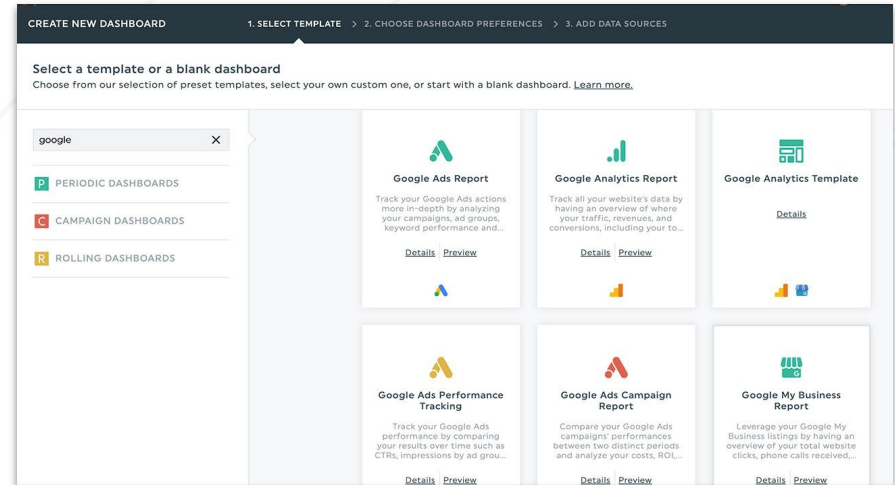 CREATE NEW DASHBOARD
1. SELECT TEMPLATE > 2. CHOOSE DASHBOARD PREFERENCES > 3. ADD DATA SOURCES
Select a template or a blank dashboard
Choose from our selection of preset templates, select your own custom one, or start with a blank dashboard. Learn more.
google
P PERIODIC DASHBOARDS
C CAMPAIGN DASHBOARDS
R ROLLING DASHBOARDS
Google Ads Report
Track your Google Ads actions
more in-depth by analyzing
your campaigns, ad groups,
keyword performance and...
Details Preview
Google Analytics Report
Track all your website's data by
having an overview of where
your traffic, revenues, and
conversions, including your to...
Details Preview
Google Analytics Template
Details
Google Ads Performance
Tracking
Track your Google Ads
performance by comparing
your results over time such as
CTRs, impressions by ad grou...
Details Preview
Google Ads Campaign
Report
Compare your Google Ads
campaigns' performances
between two distinct periods
and analyze your costs, ROI,...
Details Preview
G
Google My Business
Report
Leverage your Google My
Business listings by having an
overview of your total website
clicks, phone calls received,...
Details Preview